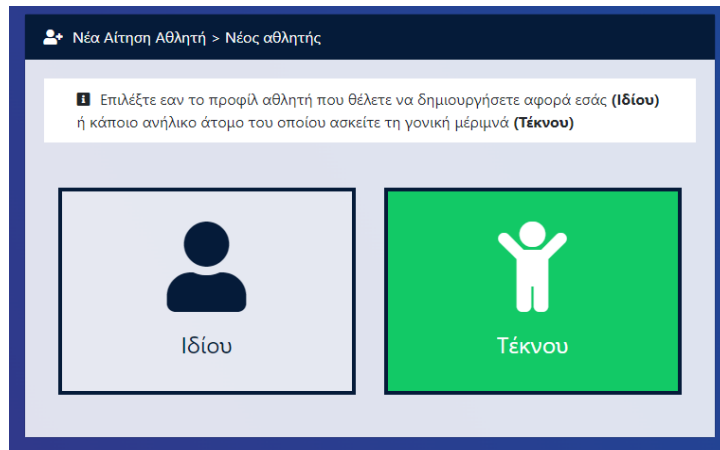 Νέα Αίτηση Αθλητή > Νέος αθλητής
Επιλέξτε εαν το προφίλ αθλητή που θέλετε να δημιουργήσετε αφορά εσάς (Ιδίου)
ή κάποιο ανήλικο άτομο του οποίου ασκείτε τη γονική μέριμνά (Τέκνου)
Ιδίου
Τέκνου